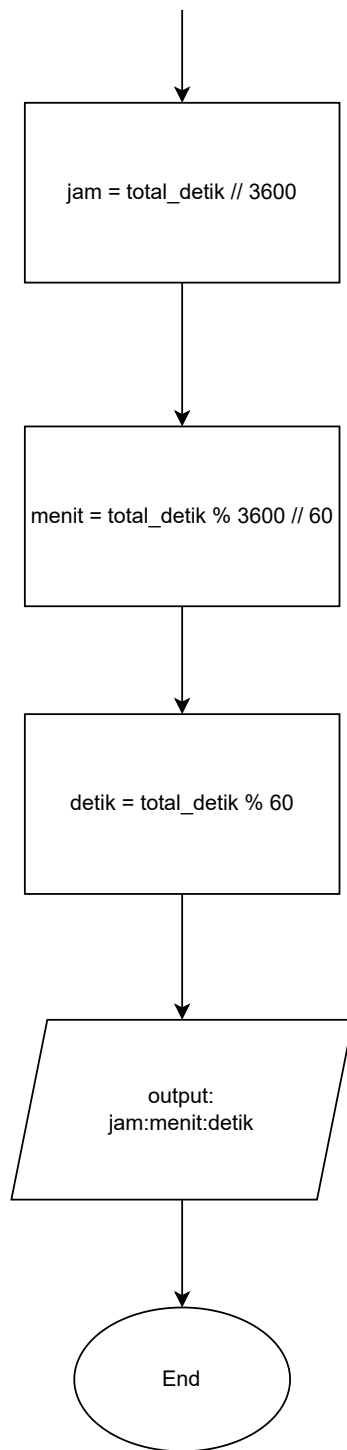 jam = total_detik // 3600
menit = total_detik % 3600 // 60
detik = total_detik % 60
output:
jam:menit:detik
End